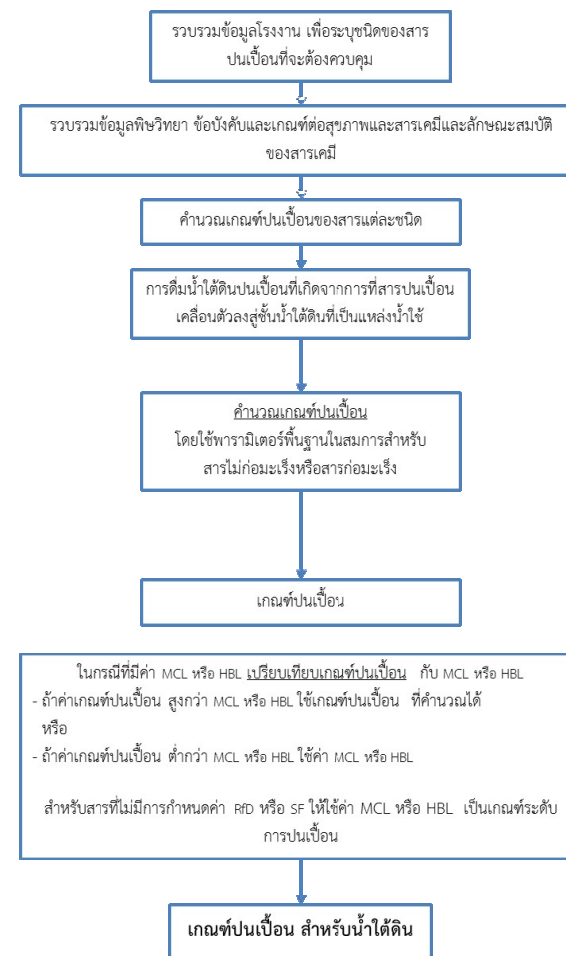 รวบรวมข้อมูลโรงงาน เพื่อระบุชนิดของสาร
ปนเปื้อนที่จะต้องควบคุม
รวบรวมข้อมูลพิษวิทยา ข้อบังคับและเกณฑ์ต่อสุขภาพและสารเคมีและลักษณะสมบัติ
ของสารเคมี
คำนวณเกณฑ์ปนเปื้อนของสารแต่ละชนิด
การดื่มน้ำใต้ดินปนเปื้อนที่เกิดจากการที่สารปนเปื้อน
เคลื่อนตัวลงสู่ชั้นน้ำใต้ดินที่เป็นแหล่งน้ำใช้
คำนวณเกณฑ์ปนเปื้อน
โดยใช้พารามิเตอร์พื้นฐานในสมการสำหรับ
สารไม่ก่อมะเร็งหรือสารก่อมะเร็ง
เกณฑ์ปนเปื้อน
ในกรณีที่มีค่า MCL หรือ HBL เปรียบเทียบเกณฑ์ปนเปื้อน กับ MCL หรือ HBL
- ถ้าค่าเกณฑ์ปนเปื้อน สูงกว่า MCL หรือ HBL ใช้เกณฑ์ปนเปื้อน ที่คำนวณได้
หรือ
- ถ้าค่าเกณฑ์ปนเปื้อน ต่ำกว่า MCL หรือ HBL ใช้ค่า MCL หรือ HBL
สำหรับสารที่ไม่มีการกำหนดค่า RfD หรือ SF ให้ใช้ค่า MCL หรือ HBL เป็นเกณฑ์ระดับ
การปนเปื้อน
เกณฑ์ปนเปื้อน สำหรับน้ำใต้ดิน